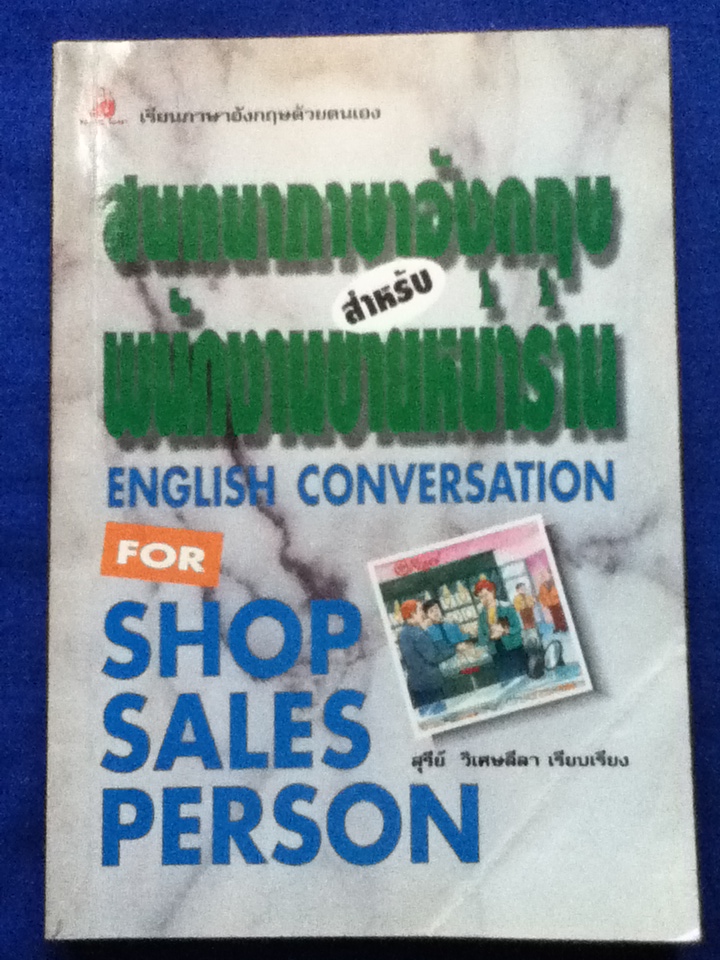 เรียนภาษาอังกฤษด้วยตนเอง
สนทนาภาษาอังกฤษ
สำหรับ
พนักงานขายหน้าร้าน
ENGLISH CONVERSATION
FOR
SHOP
SALES
PERSON
สุรีย์ วิเศษลีลา เรียบเรียง